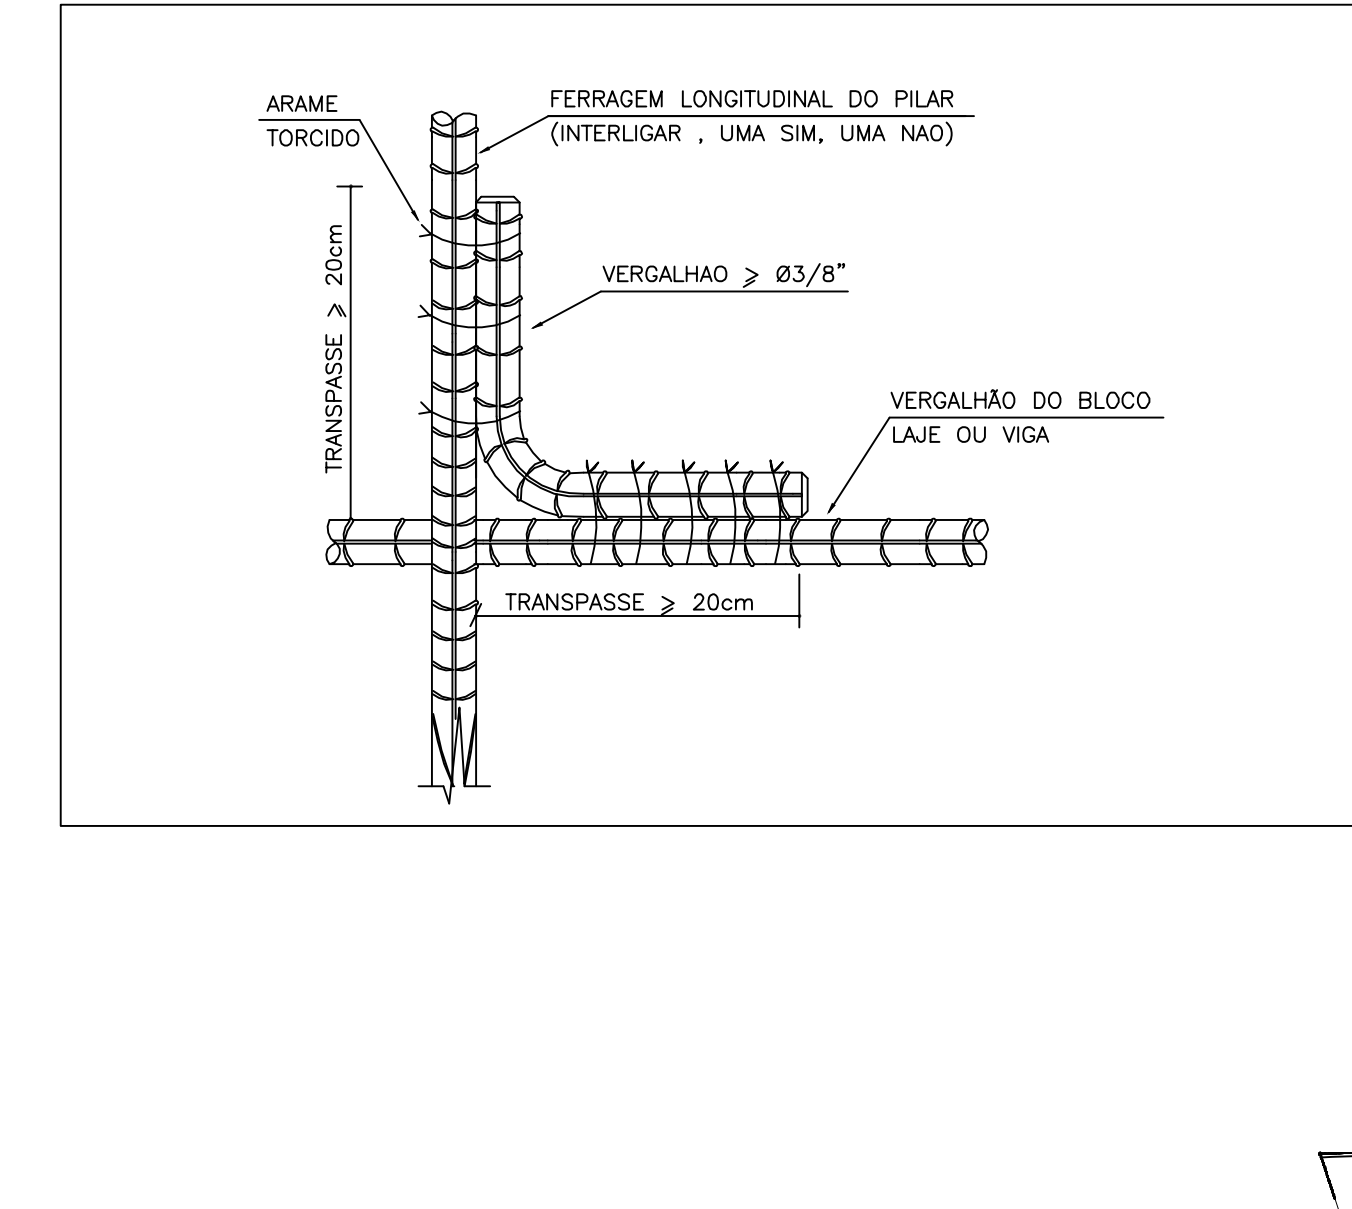 ARAME
TORCIDO
FERRAGEM LONGITUDINAL DO PILAR
(INTERLIGAR , UMA SIM, UMA NAO)
TRANSPASSE ⩾ 20cm
VERGALHAO ⩾ Ø3/8"
VERGALHÃO DO BLOCO
LAJE OU VIGA
TRANSPASSE ⩾ 20cm